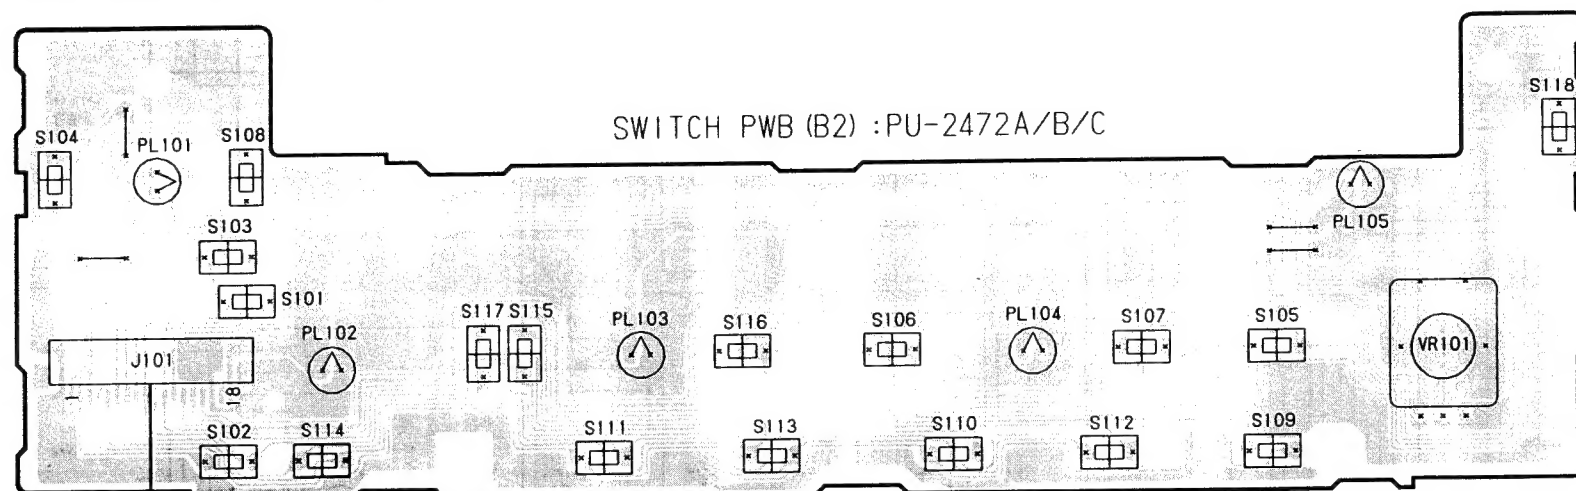 SWITCH PWB (B2) : PU-2472A/B/C
S118
S104
PL101
S108
S103
PL105
S101
S117
S115
PL103
S116
S106
PL104
S107
S105
PL102
J101
VR101
1
18
S102
S114
S111
S113
S110
S112
S109